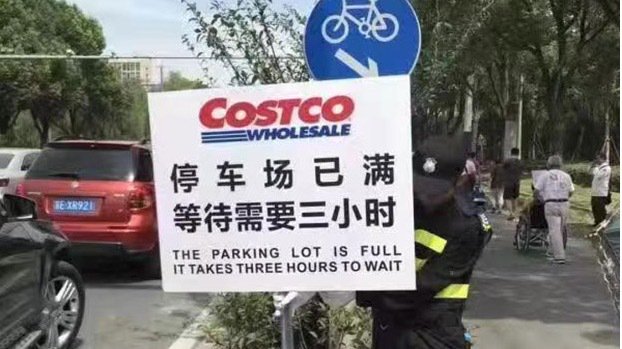 COSTCO
WHOLESALE
停车场已满
等待需要三小时
THE PARKING LOT IS FULL
IT TAKES THREE HOURS TO WAIT